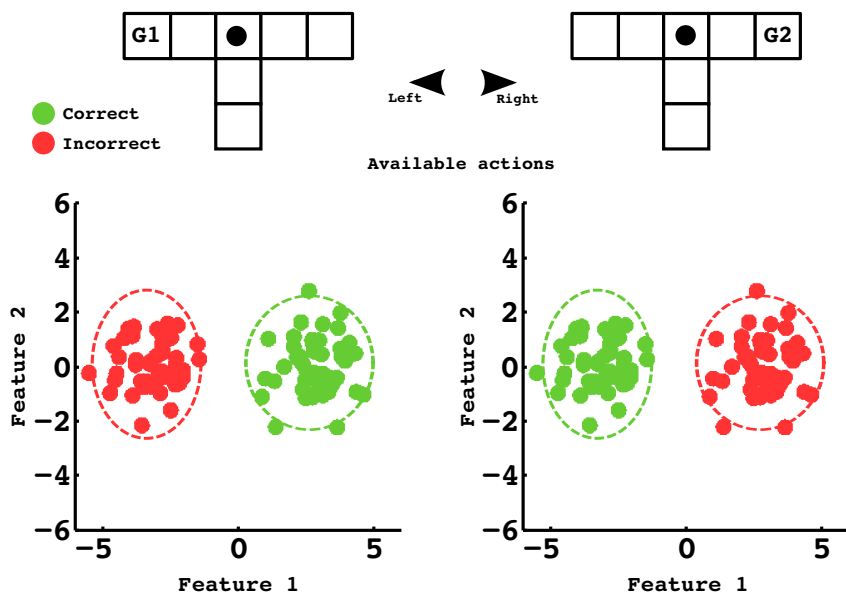 G1
G2
Left
Right
Correct
Incorrect
Available actions
6
4
2
0
−2
−4
−6
−5
0
5
Feature 2
Feature 1
6
4
2
0
−2
−4
−6
−5
0
5
Feature 2
Feature 1